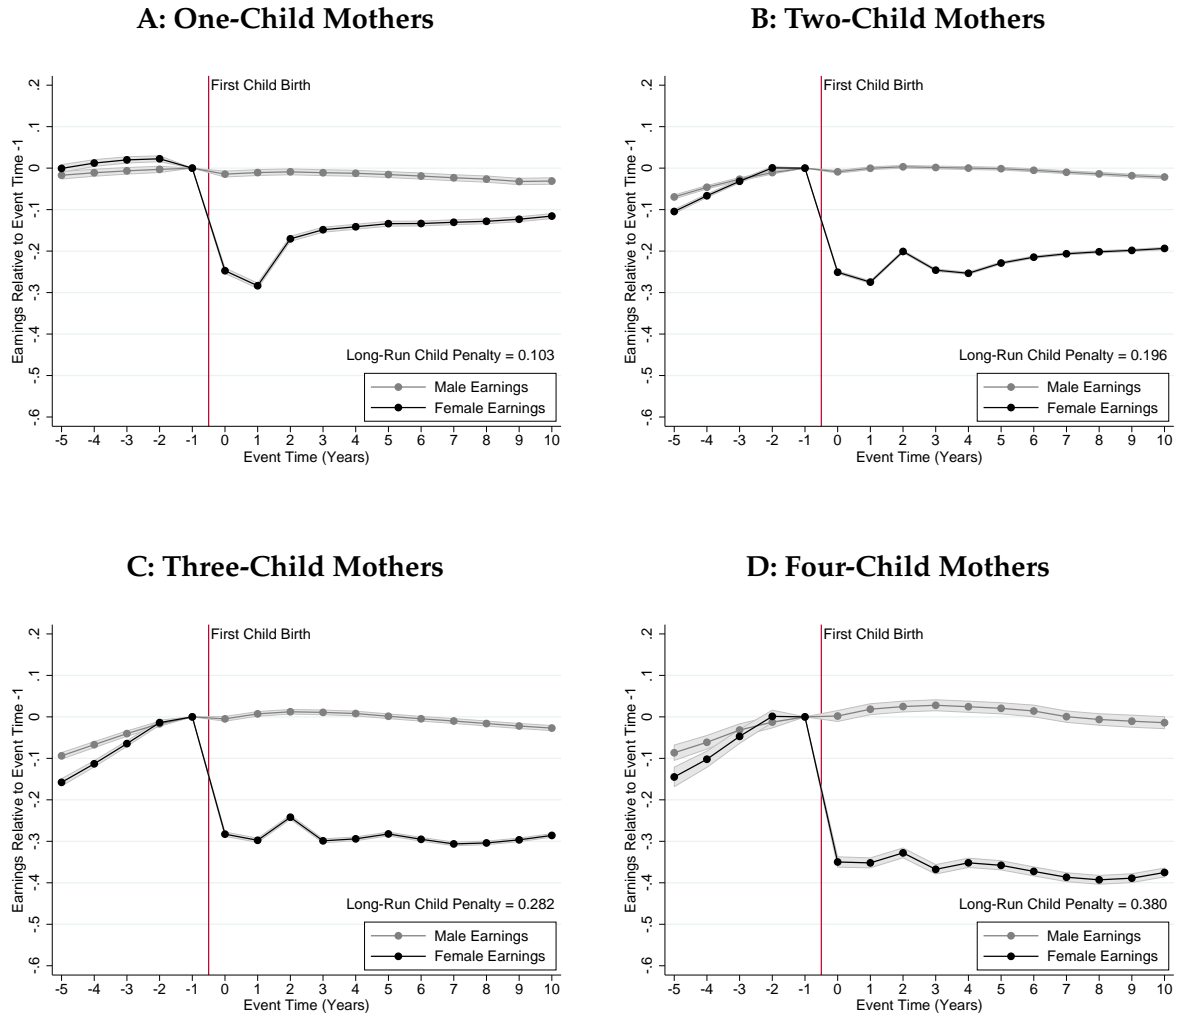 A: One-Child Mothers
Earnings Relative to Event Time -1
.2
.1
0
-.1
-.2
-.3
-.4
-.5
-.6
First Child Birth
Long-Run Child Penalty = 0.103
Male Earnings
Female Earnings
-5 -4 -3 -2 -1 0 1 2 3 4 5 6 7 8 9 10
Event Time (Years)
B: Two-Child Mothers
Earnings Relative to Event Time -1
.2
.1
0
-.1
-.2
-.3
-.4
-.5
-.6
First Child Birth
Long-Run Child Penalty = 0.196
Male Earnings
Female Earnings
-5 -4 -3 -2 -1 0 1 2 3 4 5 6 7 8 9 10
Event Time (Years)
C: Three-Child Mothers
Earnings Relative to Event Time -1
.2
.1
0
-.1
-.2
-.3
-.4
-.5
-.6
First Child Birth
Long-Run Child Penalty = 0.282
Male Earnings
Female Earnings
-5 -4 -3 -2 -1 0 1 2 3 4 5 6 7 8 9 10
Event Time (Years)
D: Four-Child Mothers
Earnings Relative to Event Time -1
.2
.1
0
-.1
-.2
-.3
-.4
-.5
-.6
First Child Birth
Long-Run Child Penalty = 0.380
Male Earnings
Female Earnings
-5 -4 -3 -2 -1 0 1 2 3 4 5 6 7 8 9 10
Event Time (Years)